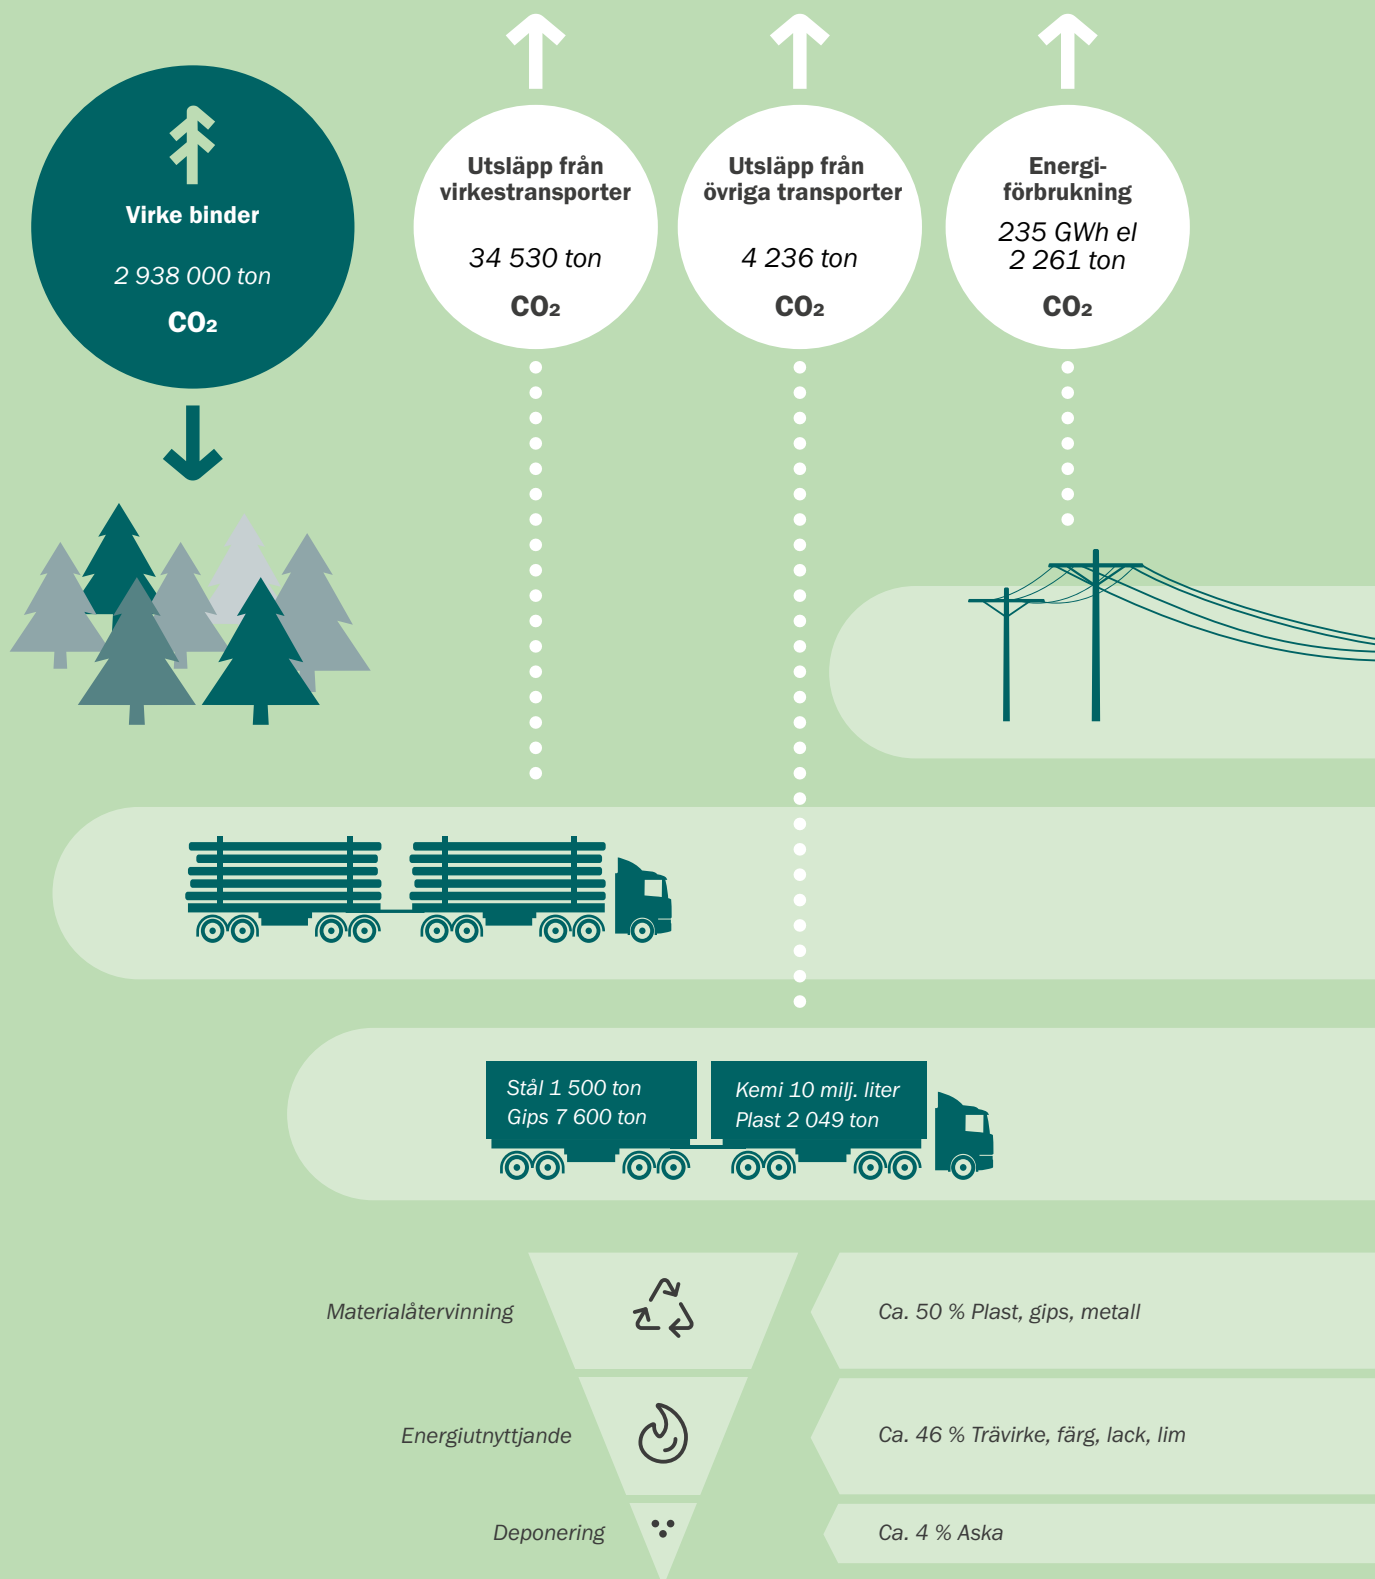 Virke binder
2 938 000 ton
CO₂
Utsläpp från
virkestransporter
34 530 ton
CO₂
Utsläpp från
övriga transporter
4 236 ton
CO₂
Energi-
förbrukning
235 GWh el
2 261 ton
CO₂
Stål 1 500 ton
Gips 7 600 ton
Kemi 10 milj. liter
Plast 2 049 ton
Materialåtervinning
Ca. 50 % Plast, gips, metall
Energiutnyttjande
Ca. 46 % Trävirke, färg, lack, lim
Deponering
Ca. 4 % Aska